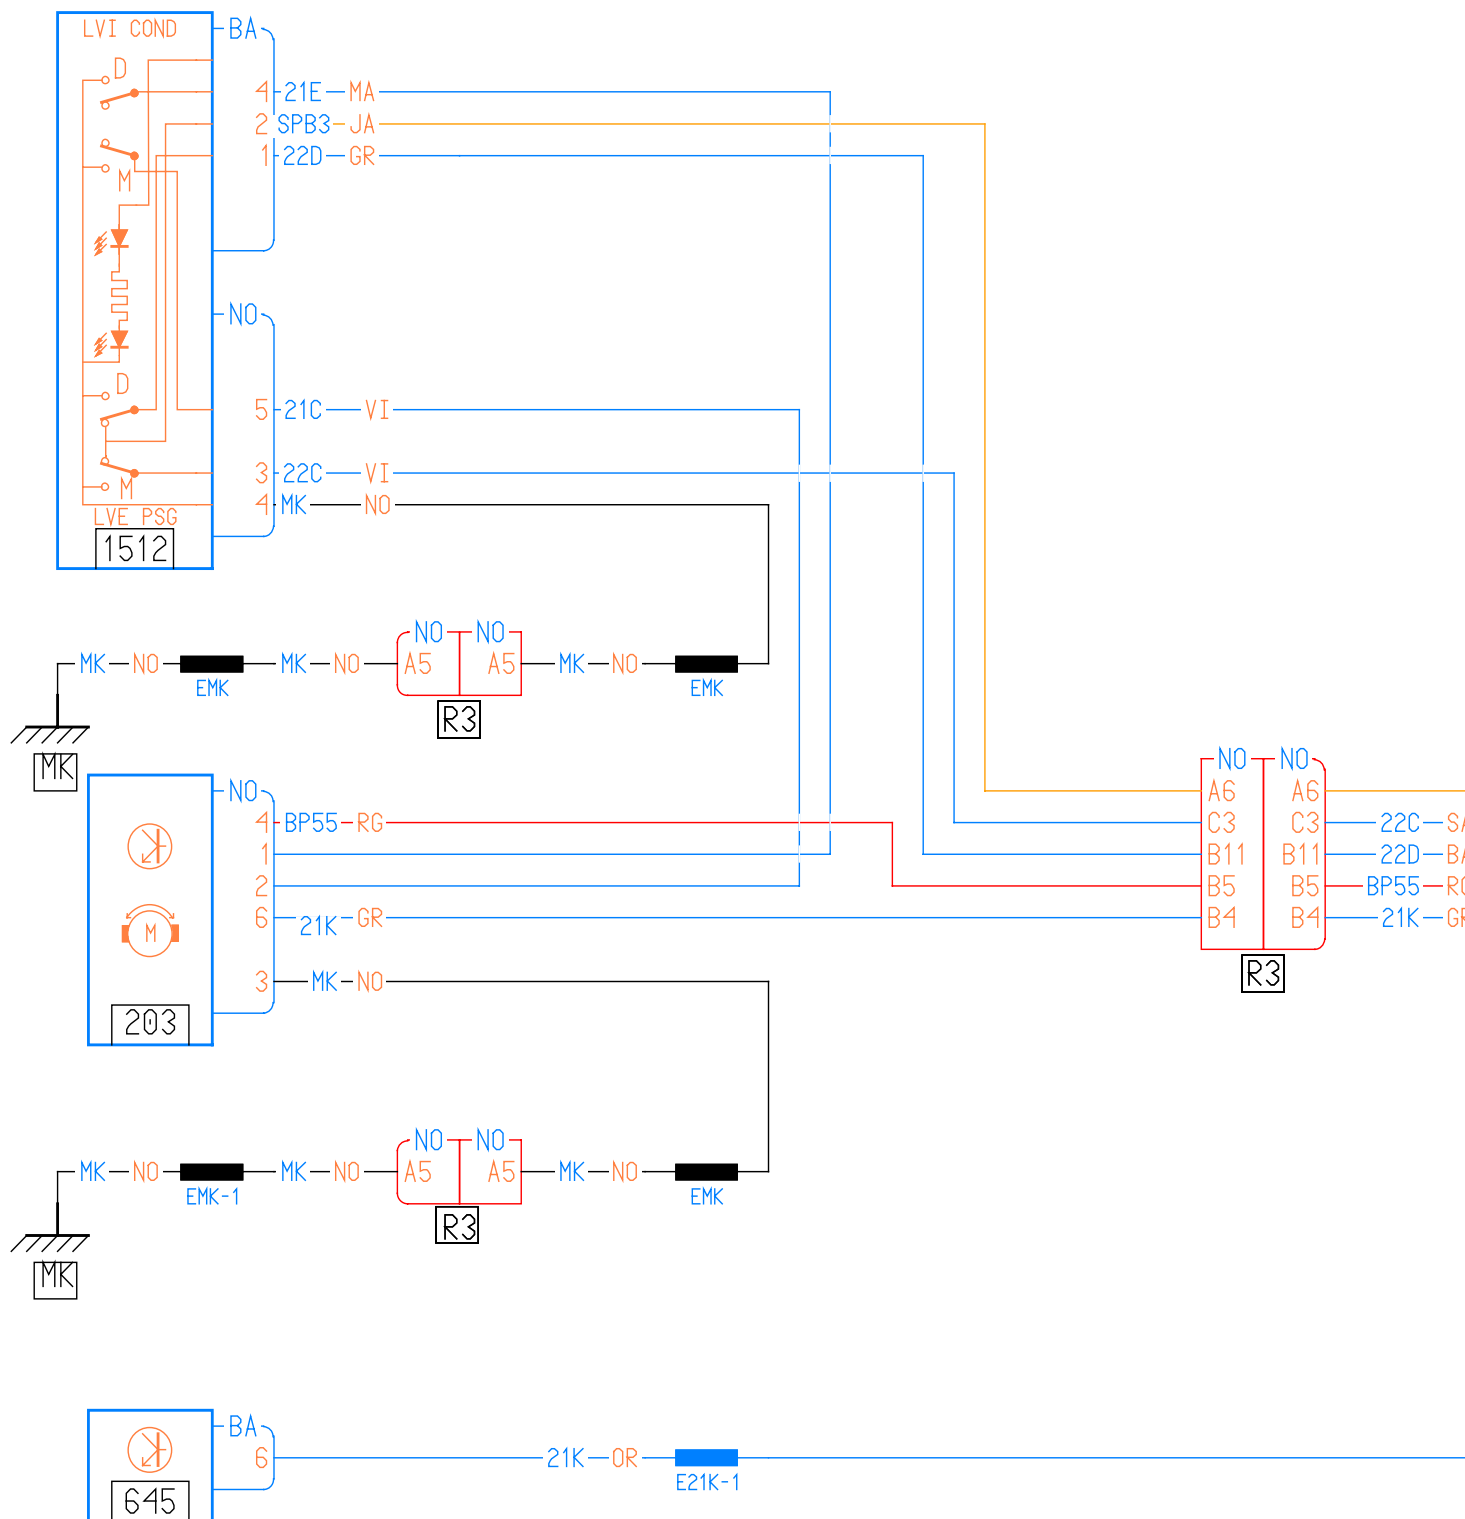 LVI COND
BA
D
4 21E MA
2 SPB3 JA
1 22D GR
M
NO
D
5 21C VI
3 22C VI
M
4 MK NO
LVE PSG
1512
NO NO
MK NO MK NO A5 A5 MK NO
EMK EMK
R3
MK
NO NO
NO
A6 A6
4 BP55 RG C3 C3 22C
1 B11 B11 22D BA
2 B5 B5 BP55
6 21K GR B4 B4 21K
M
R3
3 MK NO
203
NO NO
MK NO MK NO A5 A5 MK NO
EMK-1 EMK
R3
MK
BA
6 21K OR
E21K-1
645